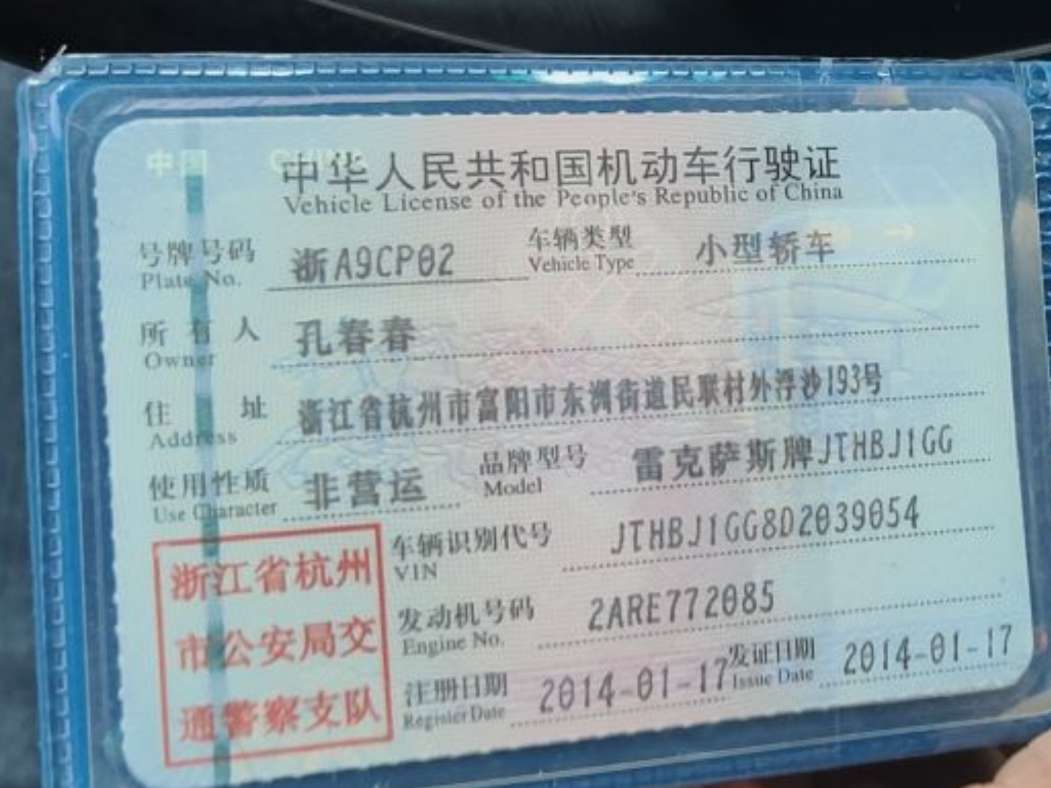 中国 CHINA
中华人民共和国机动车行驶证
Vehicle License of the People's Republic of China
号牌号码 浙A9CP02 车辆类型 小型轿车
Plate No. Vehicle Type
所有人 孔春春
Owner
住址 浙江省杭州市富阳市东洲街道民联村外浮沙193号
Address
使用性质 非营运 品牌型号 雷克萨斯牌JTHBJ1GG
Use Character Model
浙江省杭州
市公安局交
通警察支队
车辆识别代号 JTHBJ1GG8D2039054
VIN
发动机号码 2ARE772085
Engine No.
注册日期 2014-01-17 发证日期 2014-01-17
Register Date Issue Date